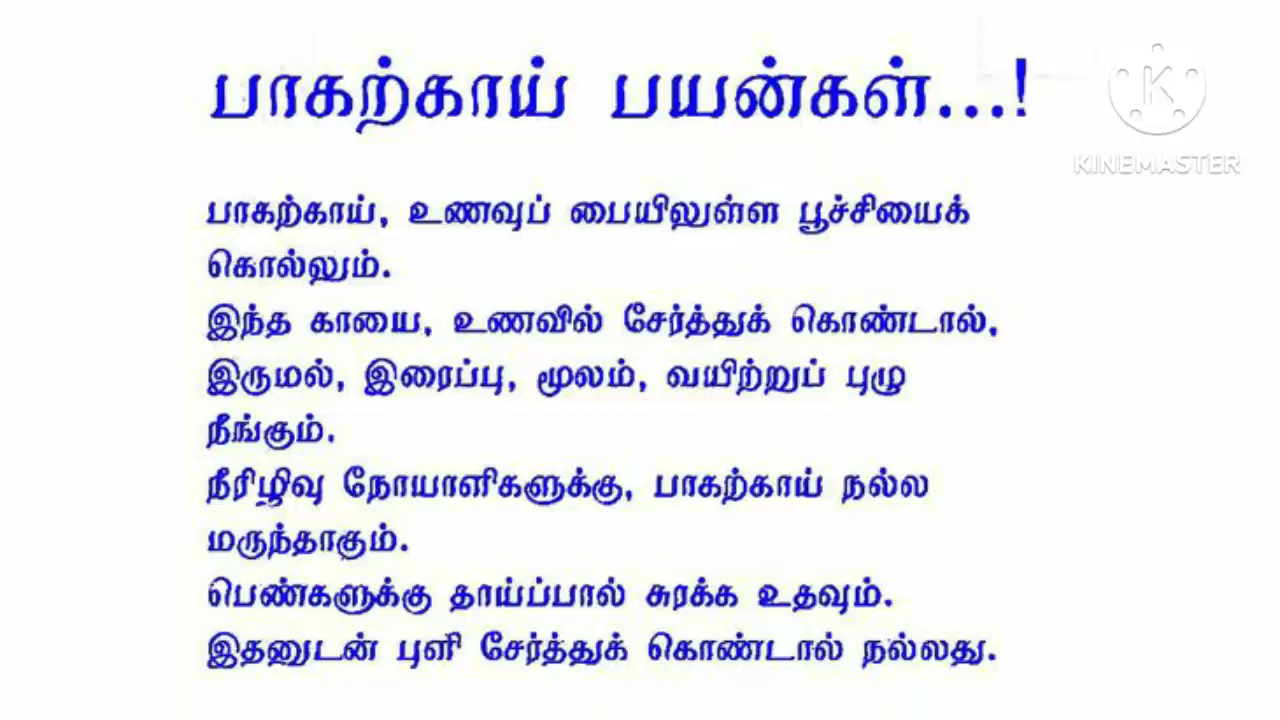 பாகற்காய் பயன்கள்...!
KINEMASTER
பாகற்காய், உணவுப் பையிலுள்ள பூச்சியைக்
கொல்லும்.
இந்த காயை, உணவில் சேர்த்துக் கொண்டால்,
இருமல், இரைப்பு, மூலம், வயிற்றுப் புழு
நீங்கும்.
நீரிழிவு நோயாளிகளுக்கு, பாகற்காய் நல்ல
மருந்தாகும்.
பெண்களுக்கு தாய்ப்பால் சுரக்க உதவும்.
இதனுடன் புளி சேர்த்துக் கொண்டால் நல்லது.